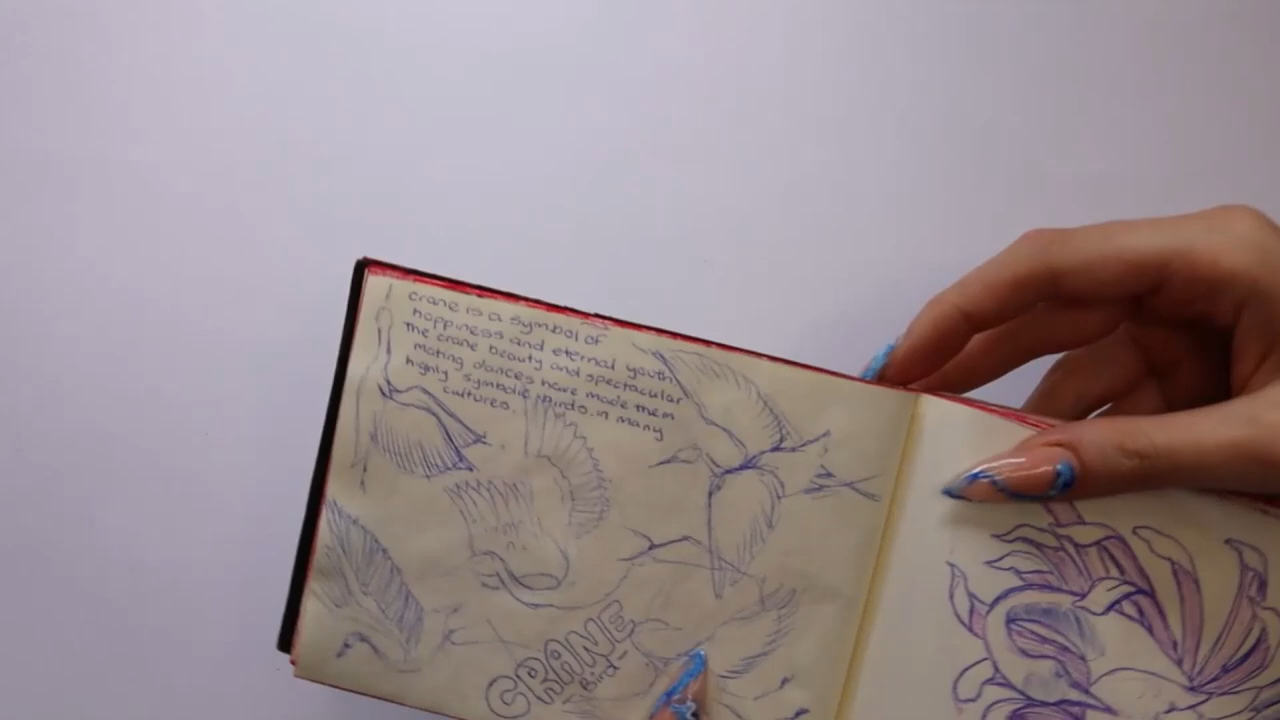 crane is a symbol of
happiness and eternal youth.
The crane beauty and spectacular
mating dances have made them
highly symbolic birds in many
cultures.
CRANE
Bird-